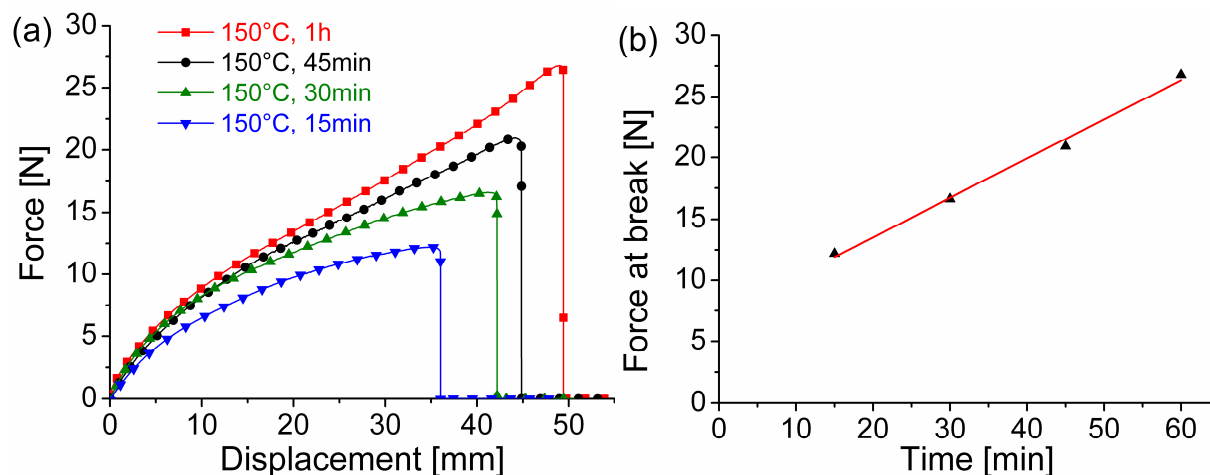 (a)
150°C, 1h
150°C, 45min
150°C, 30min
150°C, 15min
30
25
20
15
10
5
0
Force [N]
0 10 20 30 40 50
Displacement [mm]
(b)
30
25
20
15
10
5
0
Force at break [N]
0 10 20 30 40 50 60
Time [min]